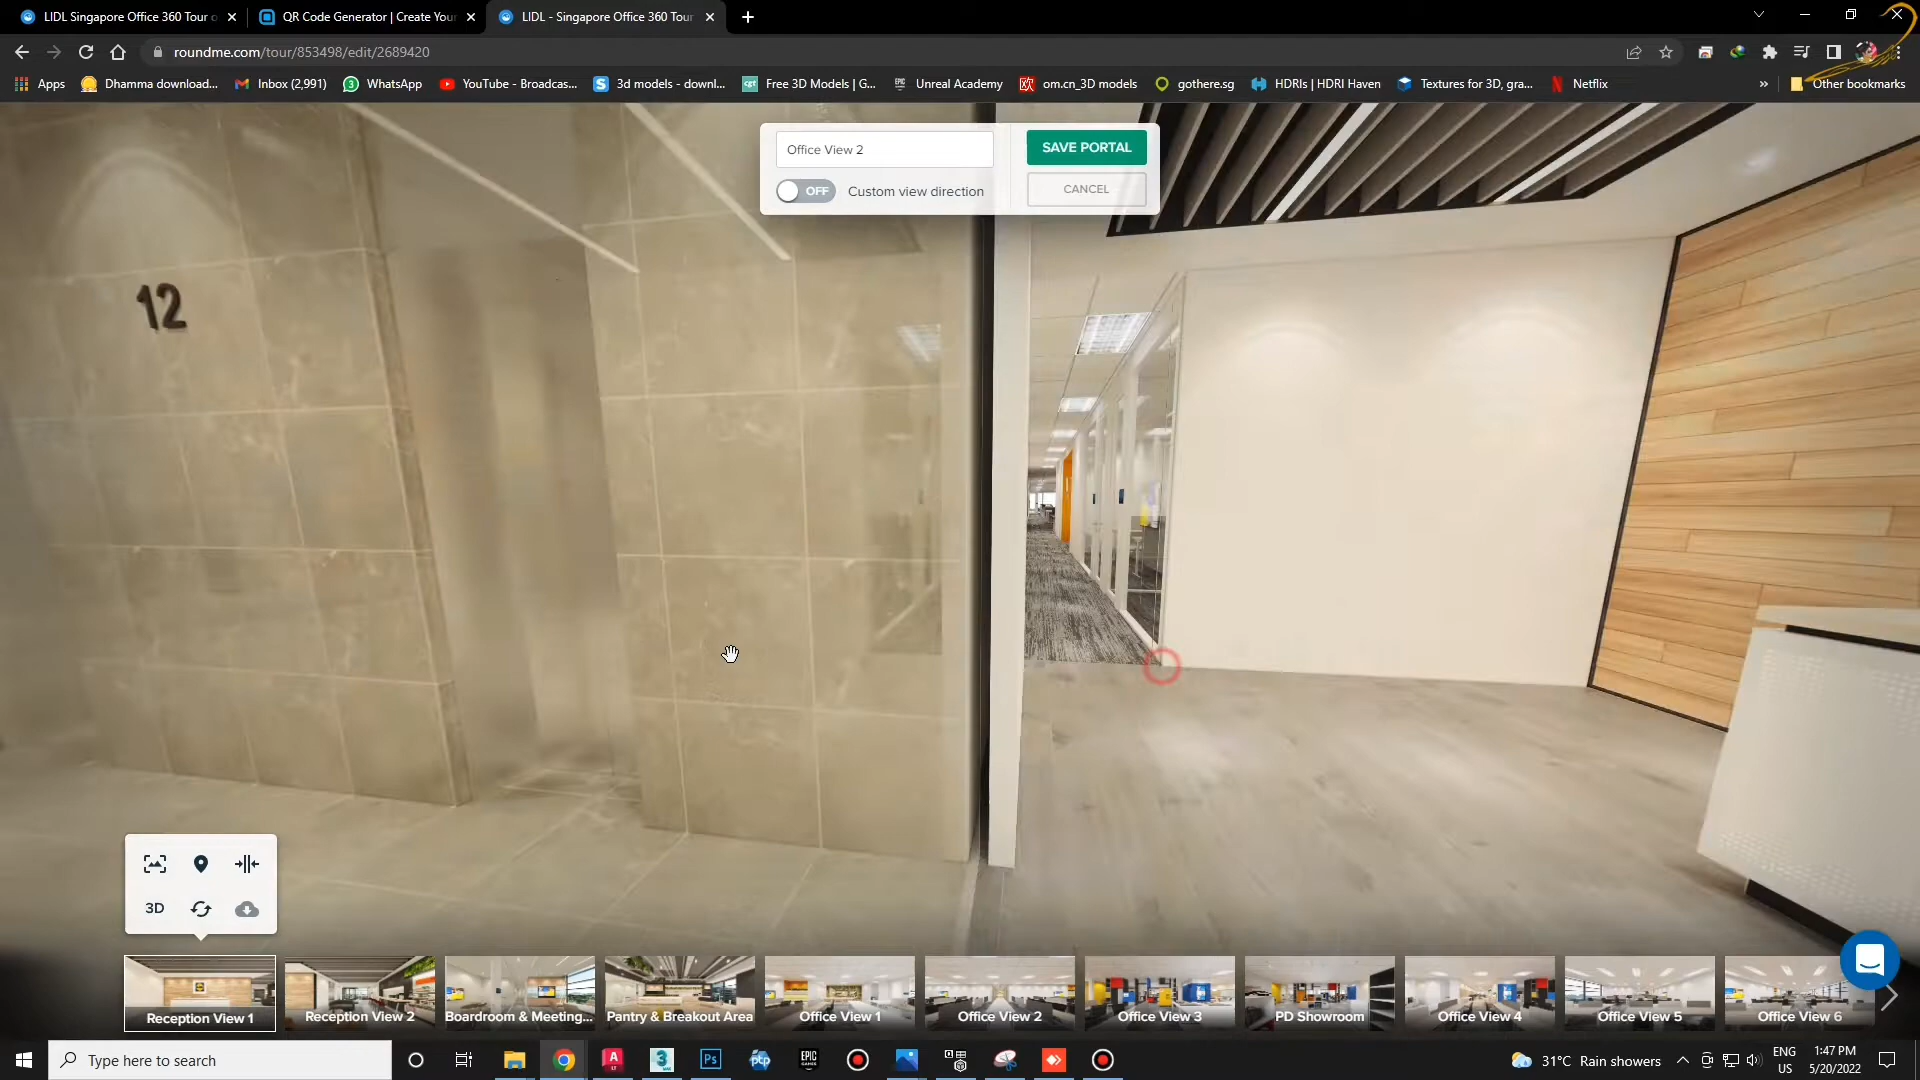 LIDL Singapore Office 360 Tour o
QR Code Generator | Create Your
LIDL - Singapore Office 360 Tour
roundme.com/tour/853498/edit/2689420
Apps
Dhamma download...
Inbox (2,991)
WhatsApp
YouTube - Broadcas...
3d models - downl...
Free 3D Models | G...
Unreal Academy
om.cn_3D models
gothere.sg
HDRIs | HDRI Haven
Textures for 3D, gra...
Netflix
»
Other bookmarks
Office View 2
SAVE PORTAL
OFF
Custom view direction
CANCEL
12
3D
Reception View 1
Reception View 2
Boardroom & Meeting...
Pantry & Breakout Area
Office View 1
Office View 2
Office View 3
PD Showroom
Office View 4
Office View 5
Office View 6
Type here to search
31°C Rain showers
ENG
US
1:47 PM
5/20/2022